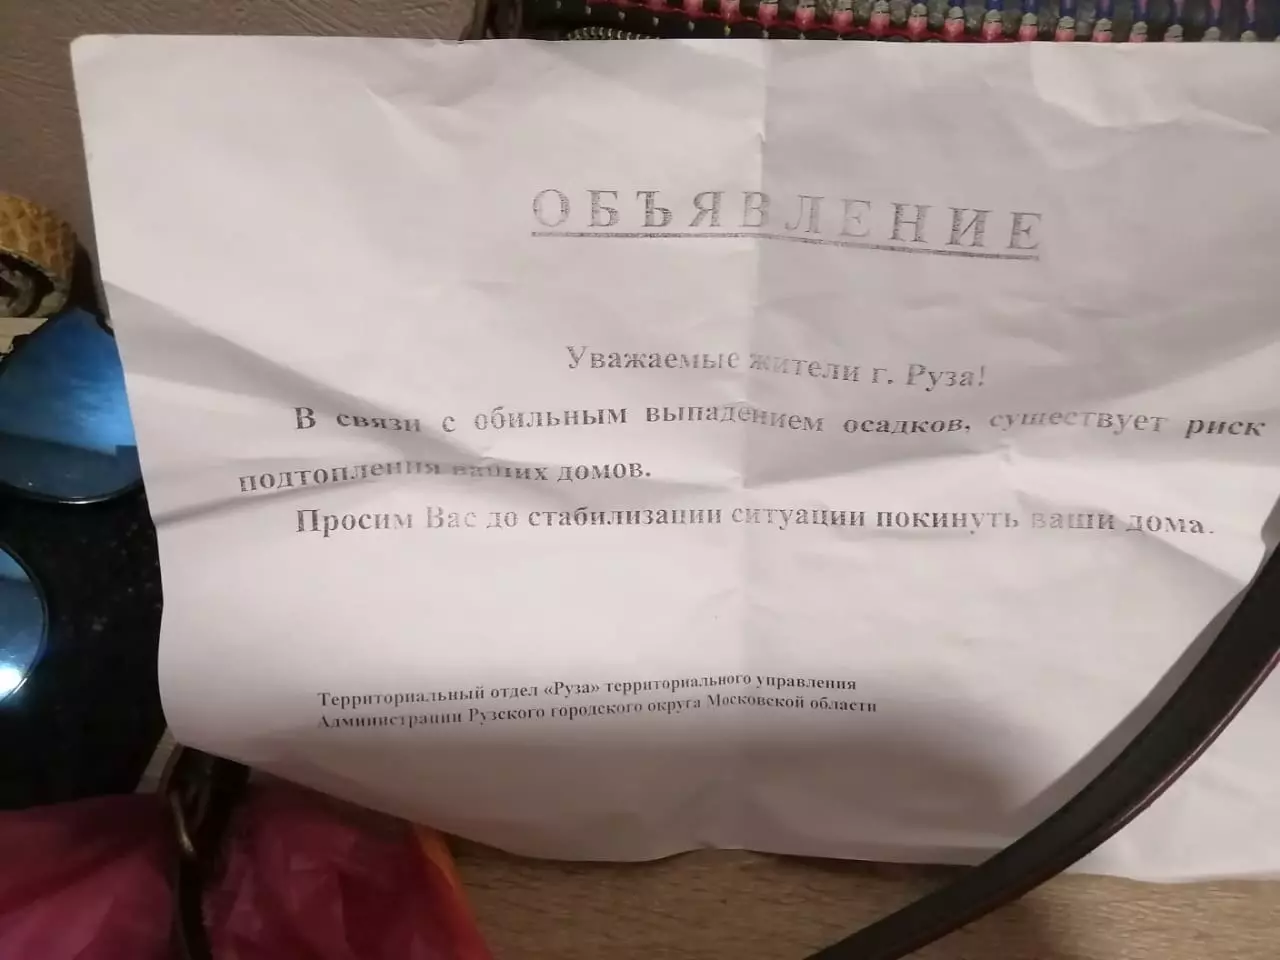 ОБЪЯВЛЕНИЕ
Уважаемые жители г. Руза!
В связи с обильным выпадением осадков, существует риск
подтопления ваших домов.
Просим Вас до стабилизации ситуации покинуть ваши дома.
Территориальный отдел «Руза» территориального управления
Администрации Рузского городского округа Московской области